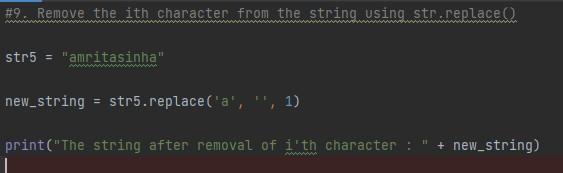 #9. Remove the ith character from the string using str.replace()
str5 = "amritasinha"
new_string = str5.replace('a', '', 1)
print("The string after removal of i'th character : " + new_string)